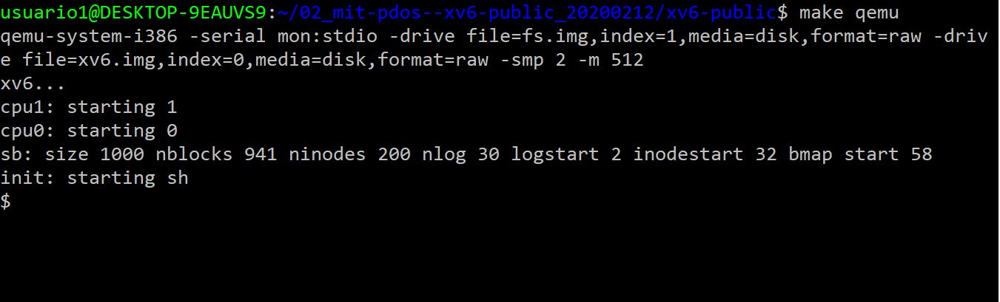 usuario1@DESKTOP-9EAUVS9:~/02_mit-pdos--xv6-public_20200212/xv6-public$ make qemu
qemu-system-i386 -serial mon:stdio -drive file=fs.img,index=1,media=disk,format=raw -driv
e file=xv6.img,index=0,media=disk,format=raw -smp 2 -m 512
xv6...
cpu1: starting 1
cpu0: starting 0
sb: size 1000 nblocks 941 ninodes 200 nlog 30 logstart 2 inodestart 32 bmap start 58
init: starting sh
$